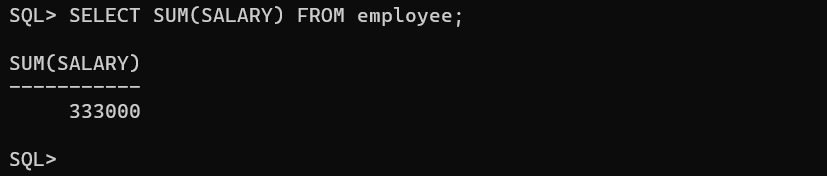 SQL> SELECT SUM(SALARY) FROM employee;
SUM(SALARY)
-----------
333000
SQL>